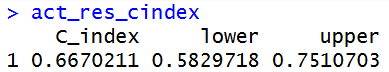 > act_res_cindex
C_index lower upper
1 0.6670211 0.5829718 0.7510703